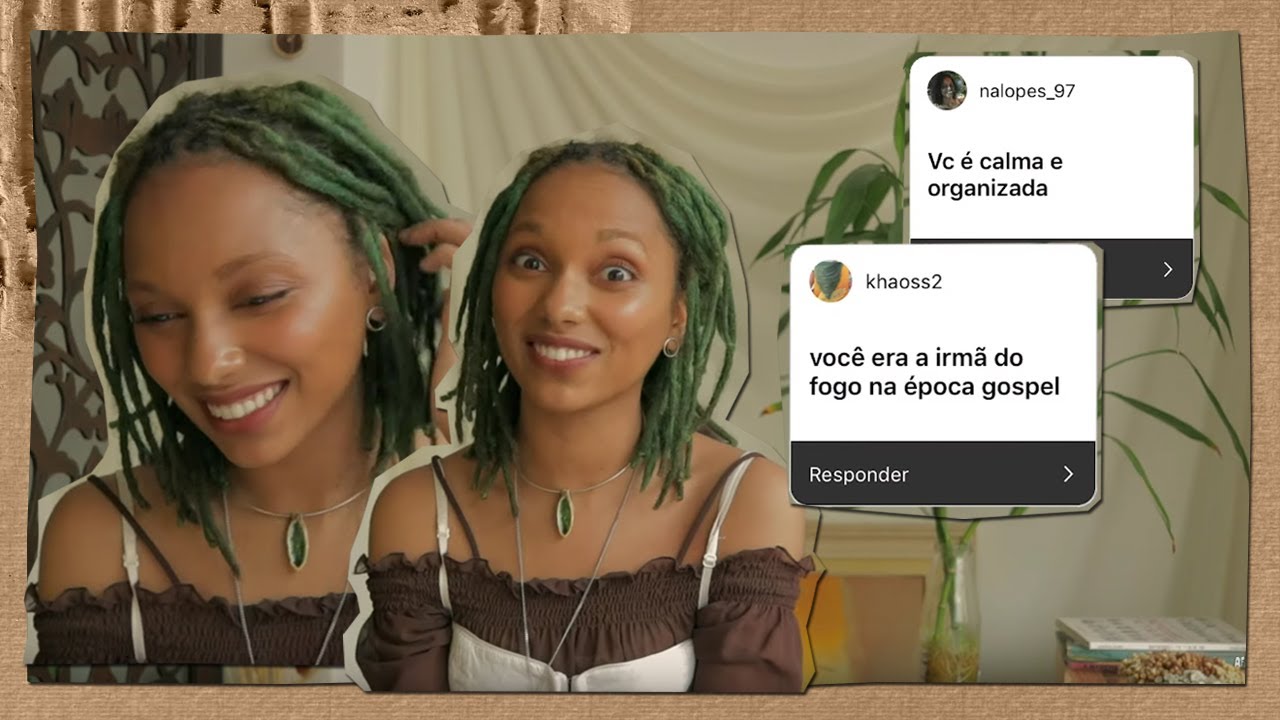 nalopes_97
Vc é calma e
organizada
khaoss2
você era a irmã do
fogo na época gospel
Responder